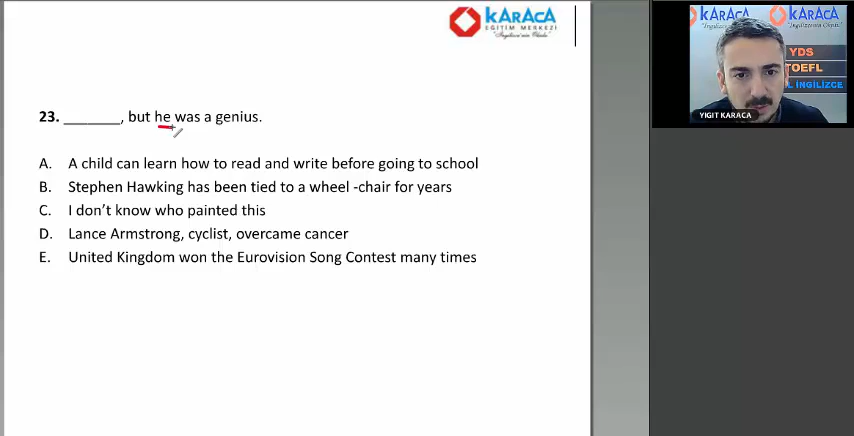 kARACA
EĞİTİM MERKEZİ
"İngilizce'nin Okulu"
23. _______, but he was a genius.
A. A child can learn how to read and write before going to school
B. Stephen Hawking has been tied to a wheel -chair for years
C. I don't know who painted this
D. Lance Armstrong, cyclist, overcame cancer
E. United Kingdom won the Eurovision Song Contest many times
kARACA
kARACA
YDS
TOEFL
L İNGİLİZCE
YIGIT KARACA